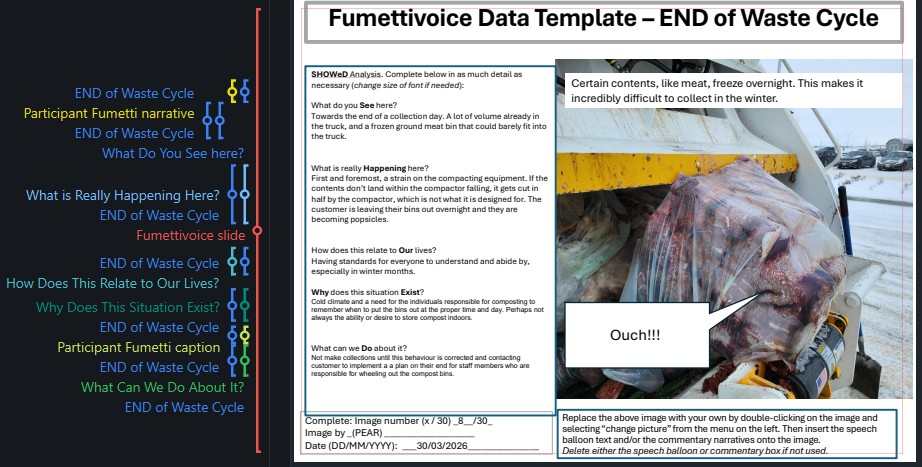 Fumettivoice Data Template – END of Waste Cycle
END of Waste Cycle
Participant Fumetti narrative
END of Waste Cycle
What Do You See here?
What is Really Happening Here?
END of Waste Cycle
Fumettivoice slide
END of Waste Cycle
How Does This Relate to Our Lives?
Why Does This Situation Exist?
END of Waste Cycle
Participant Fumetti caption
END of Waste Cycle
What Can We Do About It?
END of Waste Cycle
SHOWeD Analysis. Complete below in as much detail as
necessary (change size of font if needed):
What do you See here?
Towards the end of a collection day. A lot of volume already in
the truck, and a frozen ground meat bin that could barely fit into
the truck.
What is really Happening here?
First and foremost, a strain on the compacting equipment. If the
contents don't land within the compactor falling, it gets cut in
half by the compactor, which is not what it is designed for. The
customer is leaving their bins out overnight and they are
becoming popsicles.
How does this relate to Our lives?
Having standards for everyone to understand and abide by,
especially in winter months.
Why does this situation Exist?
Cold climate and a need for the individuals responsible for composting to
remember when to put the bins out at the proper time and day. Perhaps not
always the ability or desire to store compost indoors.
What can we Do about it?
Not make collections until this behaviour is corrected and contacting
customer to implement a a plan on their end for staff members who are
responsible for wheeling out the compost bins.
Complete: Image number (x / 30) _8__/30_
Image by _(PEAR) ___________________
Date (DD/MM/YYYY): ___30/03/2026_______________
Certain contents, like meat, freeze overnight. This makes it
incredibly difficult to collect in the winter.
Ouch!!!
Replace the above image with your own by double-clicking on the image and
selecting “change picture” from the menu on the left. Then insert the speech
balloon text and/or the commentary narratives onto the image.
Delete either the speech balloon or commentary box if not used.